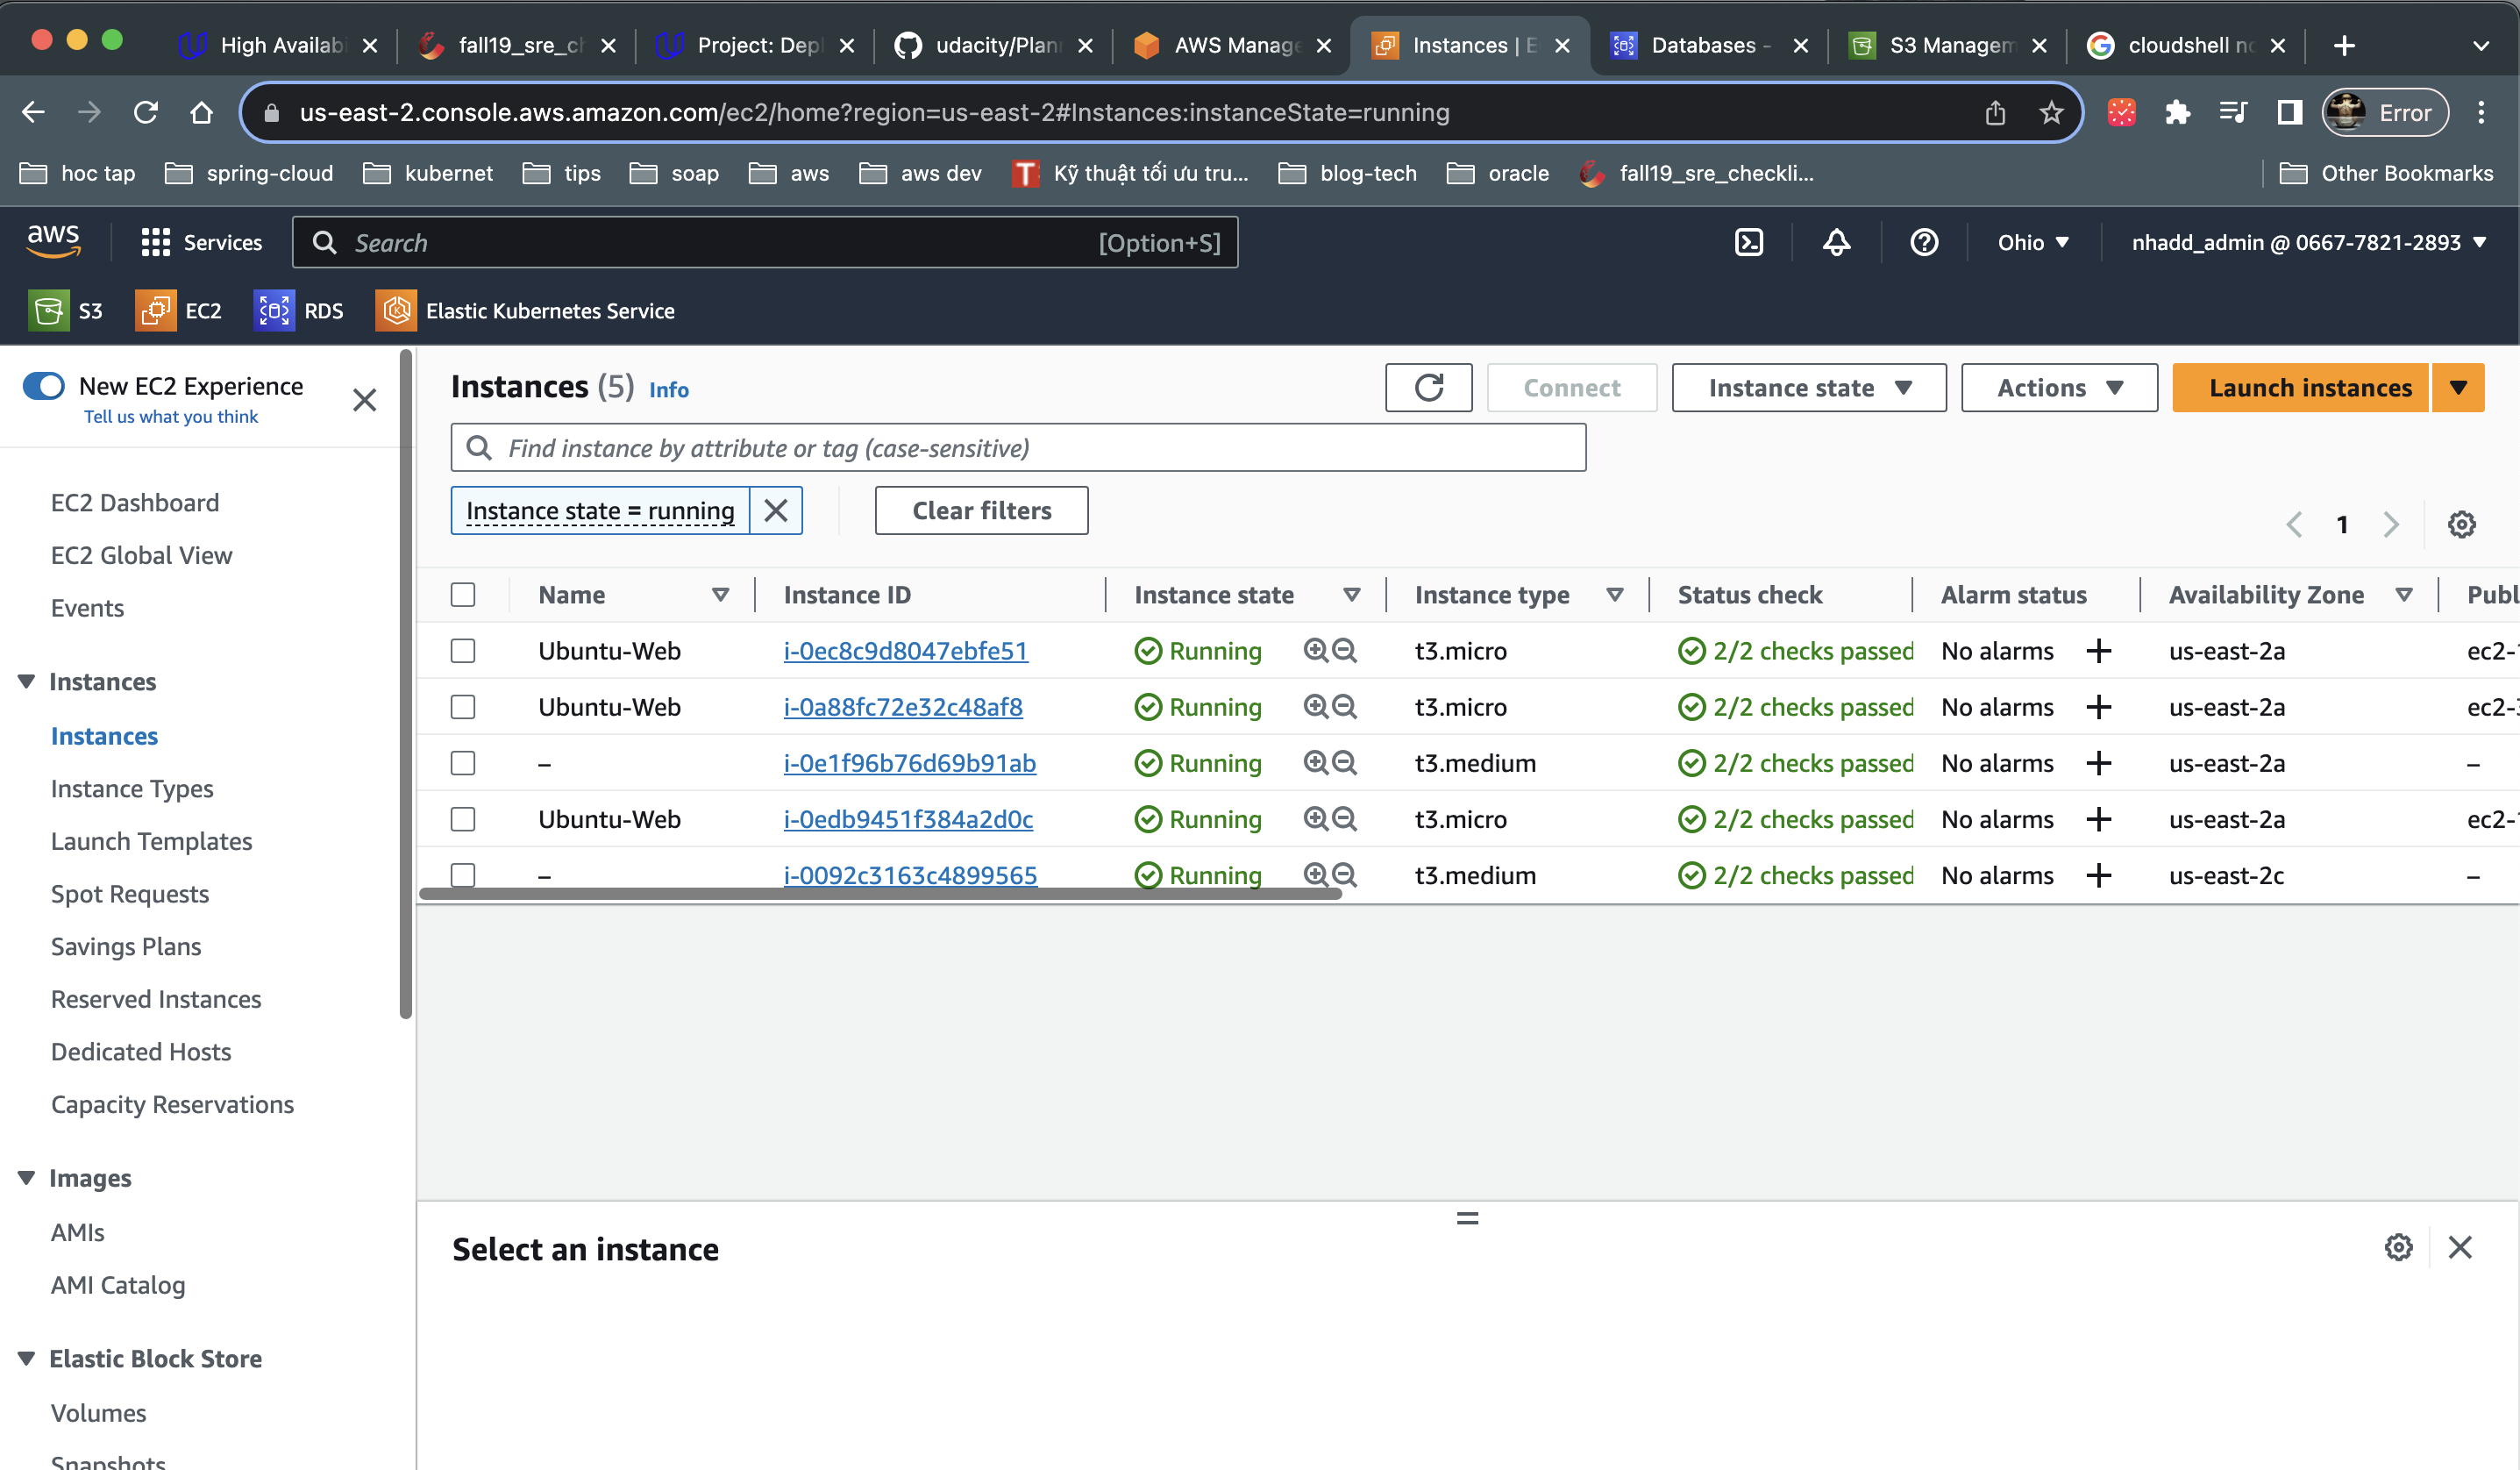 High Availabi
fall19_sre_ch
Project: Depl
udacity/Plann
AWS Manage
Instances | E
Databases -
S3 Managem
cloudshell no
us-east-2.console.aws.amazon.com/ec2/home?region=us-east-2#Instances:instanceState=running
Error
hoc tap
spring-cloud
kubernet
tips
soap
aws
aws dev
Kỹ thuật tối ưu tru...
blog-tech
oracle
fall19_sre_checkli...
Other Bookmarks
aws
Services
Search
[Option+S]
Ohio
nhadd_admin @ 0667-7821-2893
S3
EC2
RDS
Elastic Kubernetes Service
New EC2 Experience
Tell us what you think
EC2 Dashboard
EC2 Global View
Events
Instances
Instances
Instance Types
Launch Templates
Spot Requests
Savings Plans
Reserved Instances
Dedicated Hosts
Capacity Reservations
Images
AMIs
AMI Catalog
Elastic Block Store
Volumes
Snapshots
Instances (5) Info
Connect
Instance state
Actions
Launch instances
Find instance by attribute or tag (case-sensitive)
Instance state = running
Clear filters
1
Name Instance ID Instance state Instance type Status check Alarm status Availability Zone Publ
Ubuntu-Web i-0ec8c9d8047ebfe51 Running t3.micro 2/2 checks passed No alarms + us-east-2a ec2-1
Ubuntu-Web i-0a88fc72e32c48af8 Running t3.micro 2/2 checks passed No alarms + us-east-2a ec2-3
– i-0e1f96b76d69b91ab Running t3.medium 2/2 checks passed No alarms + us-east-2a –
Ubuntu-Web i-0edb9451f384a2d0c Running t3.micro 2/2 checks passed No alarms + us-east-2a ec2-1
– i-0092c3163c4899565 Running t3.medium 2/2 checks passed No alarms + us-east-2c –
Select an instance